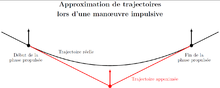 Approximation de trajectoires
lors d'une manœuvre impulsive
Début de la
phase propulsée
Trajectoire réelle
Fin de la
phase propulsée
Trajectoire approximée